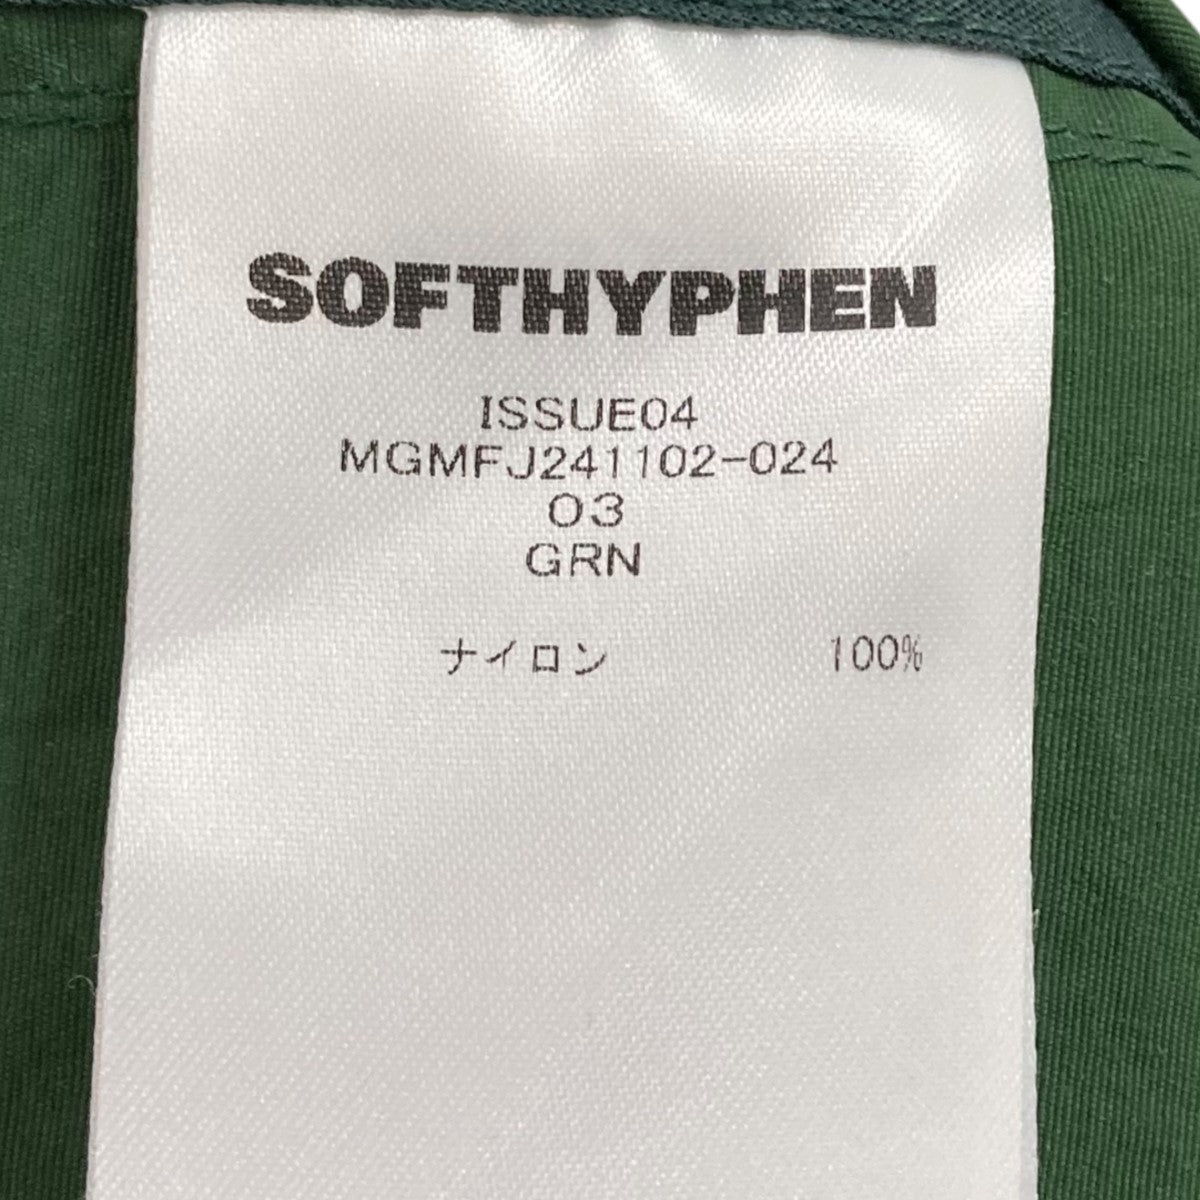 SOFTHYPHEN
ISSUE04
MGMFJ241102-024
03
GRN
ナイロン 100%